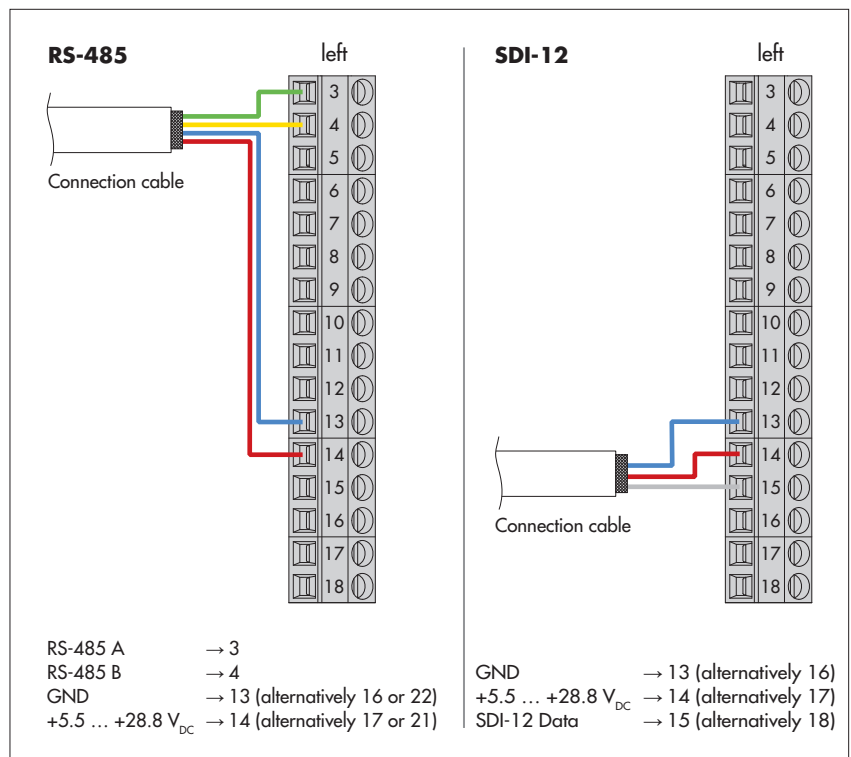 RS-485
left
3
4
5
6
7
8
9
10
11
12
13
14
15
16
17
18
Connection cable
RS-485 A → 3
RS-485 B → 4
GND → 13 (alternatively 16 or 22)
+5.5 … +28.8 V_DC → 14 (alternatively 17 or 21)
SDI-12
left
3
4
5
6
7
8
9
10
11
12
13
14
15
16
17
18
Connection cable
GND → 13 (alternatively 16)
+5.5 … +28.8 V_DC → 14 (alternatively 17)
SDI-12 Data → 15 (alternatively 18)